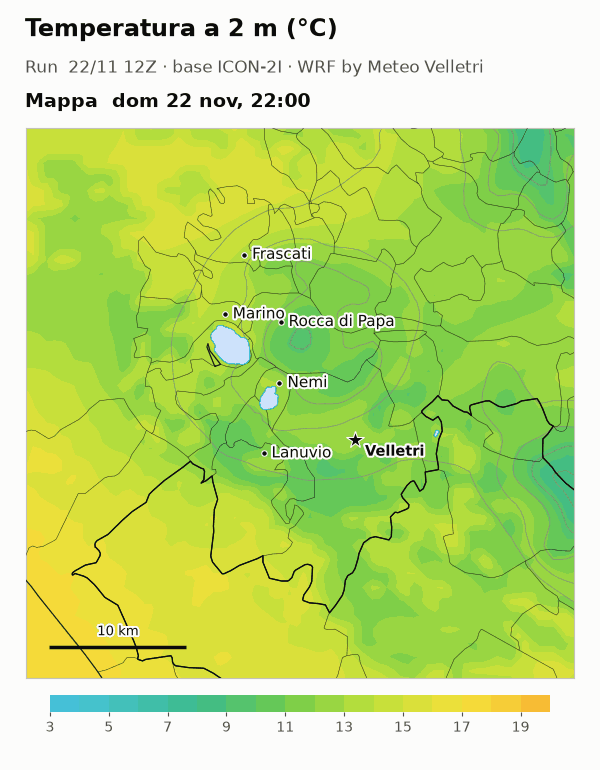 Temperatura a 2 m (°C)
Run  22/11 12Z · base ICON-2I · WRF by Meteo Velletri
Mappa  dom 22 nov, 22:00
Frascati
Marino
Rocca di Papa
Nemi
Velletri
Lanuvio
10 km
3 5 7 9 11 13 15 17 19